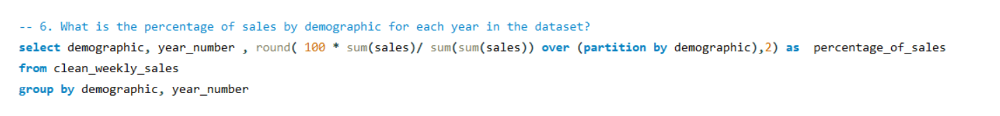 -- 6. What is the percentage of sales by demographic for each year in the dataset?
select demographic, year_number , round( 100 * sum(sales)/ sum(sum(sales)) over (partition by demographic),2) as  percentage_of_sales
from clean_weekly_sales
group by demographic, year_number